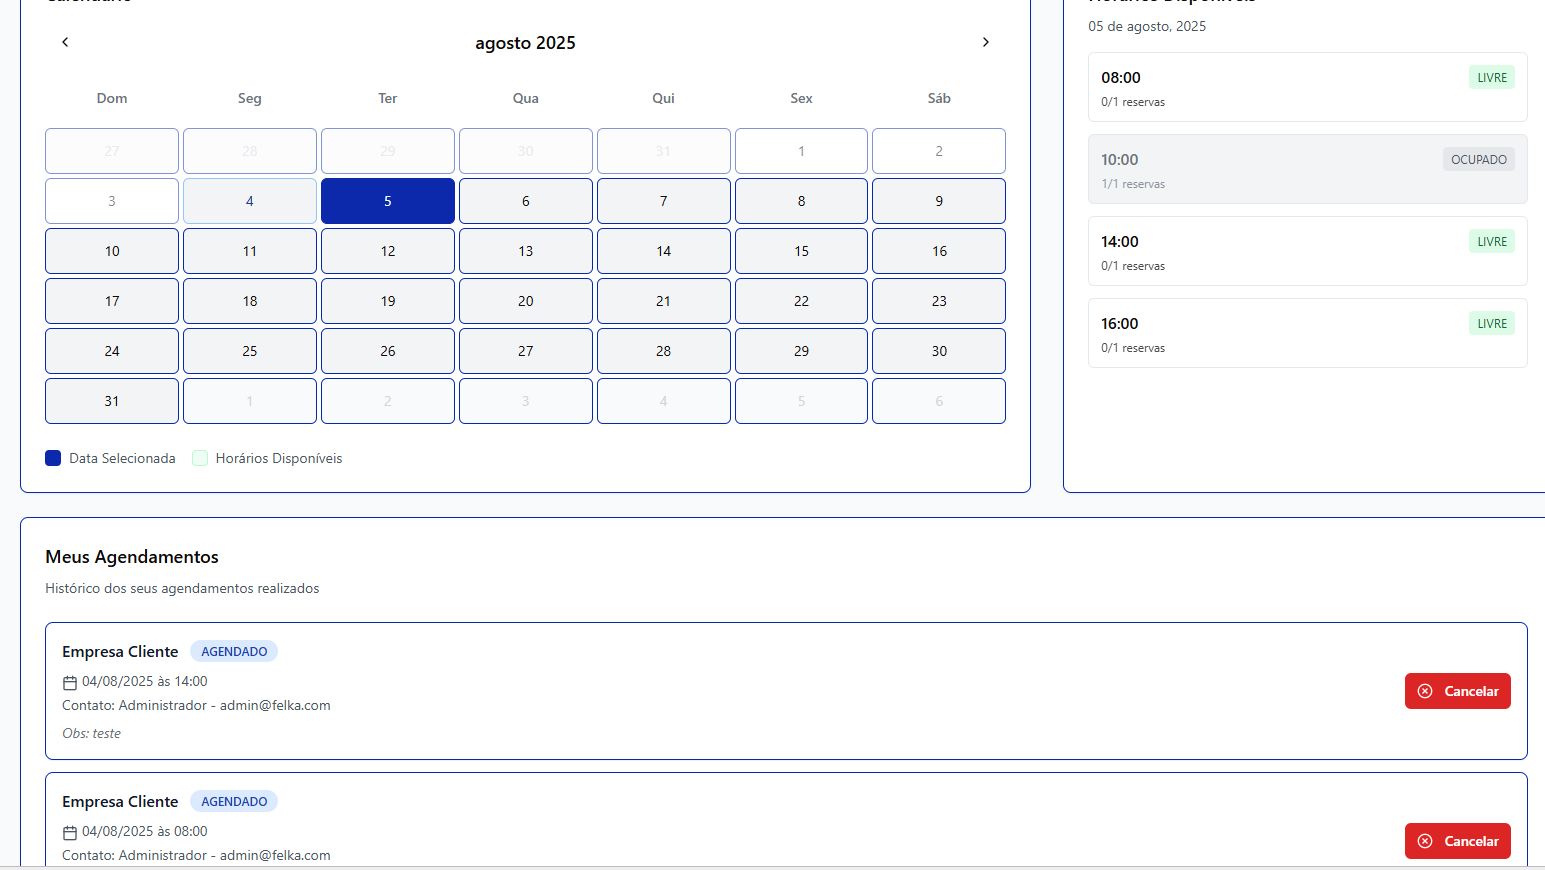 Calendário
agosto 2025
Dom Seg Ter Qua Qui Sex Sáb
27 28 29 30 31 1 2
3 4 5 6 7 8 9
10 11 12 13 14 15 16
17 18 19 20 21 22 23
24 25 26 27 28 29 30
31 1 2 3 4 5 6
Data Selecionada Horários Disponíveis
Horários Disponíveis
05 de agosto, 2025
08:00 LIVRE
0/1 reservas
10:00 OCUPADO
1/1 reservas
14:00 LIVRE
0/1 reservas
16:00 LIVRE
0/1 reservas
Meus Agendamentos
Histórico dos seus agendamentos realizados
Empresa Cliente AGENDADO
04/08/2025 às 14:00
Contato: Administrador - admin@felka.com
Obs: teste
Cancelar
Empresa Cliente AGENDADO
04/08/2025 às 08:00
Contato: Administrador - admin@felka.com
Cancelar